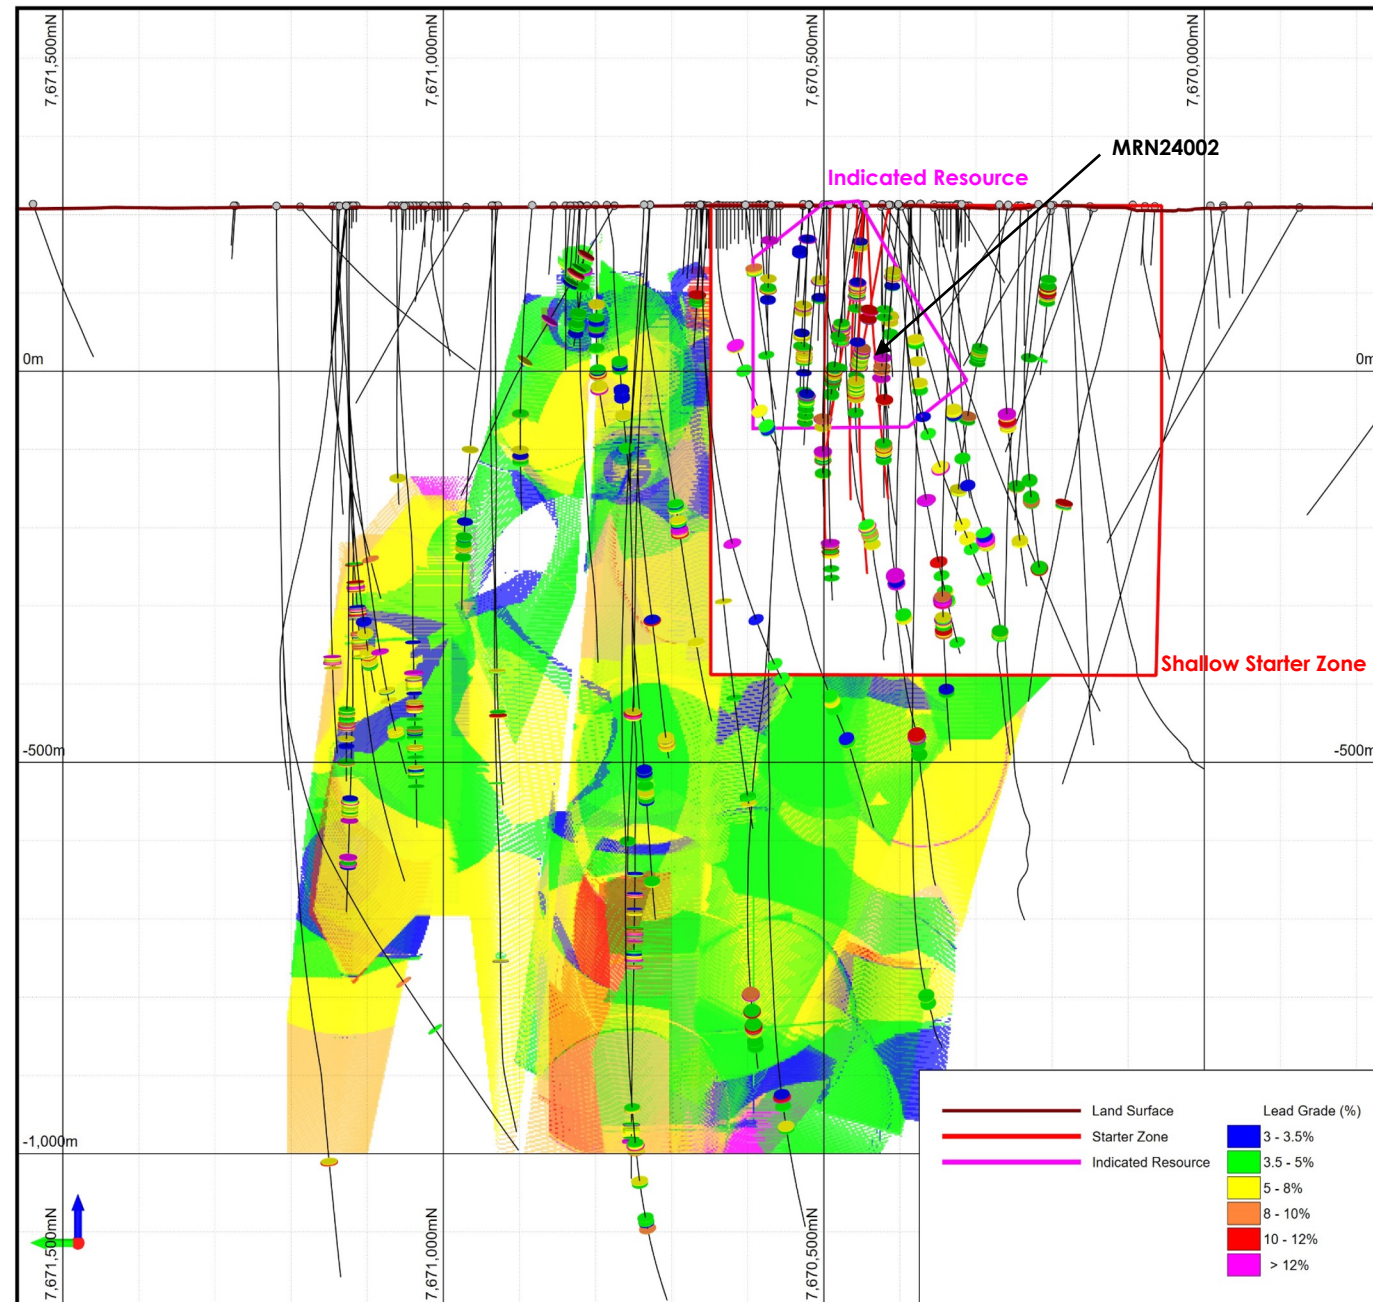 7,671,500mN
7,671,000mN
7,670,500mN
7,670,000mN
MRN24002
Indicated Resource
0m
0m
Shallow Starter Zone
-500m
-500m
-1,000m
Land Surface
Starter Zone
Indicated Resource
Lead Grade (%)
3 - 3.5%
3.5 - 5%
5 - 8%
8 - 10%
10 - 12%
> 12%
7,671,500mN
7,671,000mN
7,670,500mN